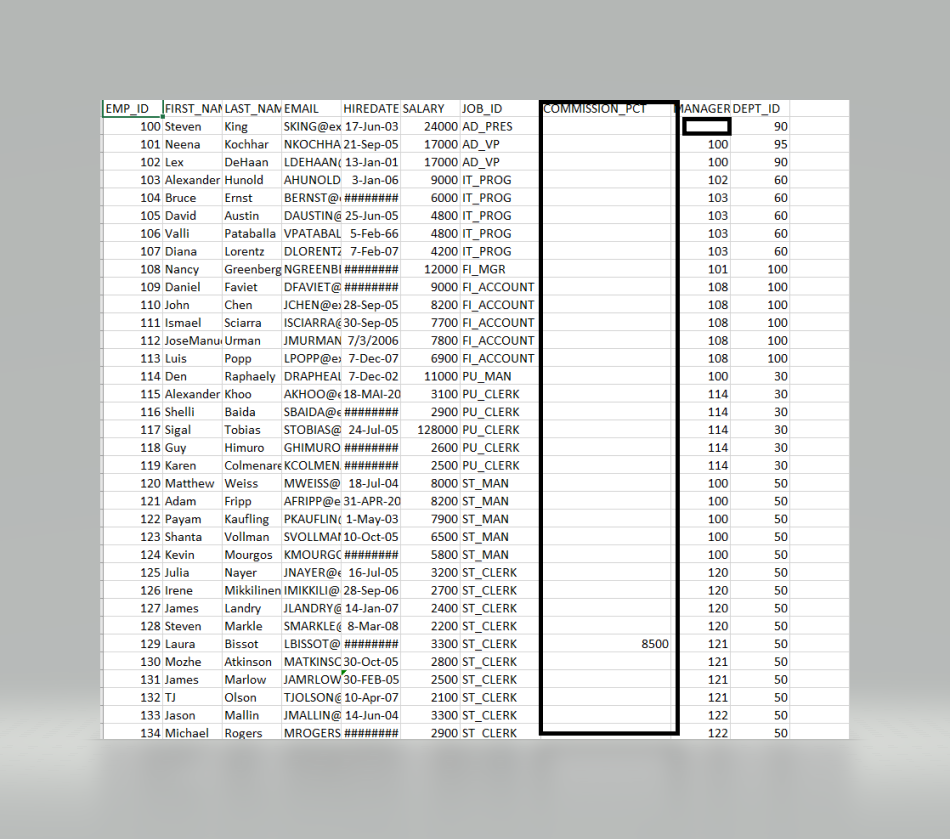 EMP_ID FIRST_NAM LAST_NAM EMAIL HIREDATE SALARY JOB_ID COMMISSION_PCT MANAGER DEPT_ID
100 Steven King SKING@ex 17-Jun-03 24000 AD_PRES 90
101 Neena Kochhar NKOCHHA 21-Sep-05 17000 AD_VP 100 95
102 Lex DeHaan LDEHAAN( 13-Jan-01 17000 AD_VP 100 90
103 Alexander Hunold AHUNOLD 3-Jan-06 9000 IT_PROG 102 60
104 Bruce Ernst BERNST@e ######## 6000 IT_PROG 103 60
105 David Austin DAUSTIN@ 25-Jun-05 4800 IT_PROG 103 60
106 Valli Pataballa VPATABAL 5-Feb-66 4800 IT_PROG 103 60
107 Diana Lorentz DLORENTZ 7-Feb-07 4200 IT_PROG 103 60
108 Nancy Greenberg NGREENBI ######## 12000 FI_MGR 101 100
109 Daniel Faviet DFAVIET@ ######## 9000 FI_ACCOUNT 108 100
110 John Chen JCHEN@ex 28-Sep-05 8200 FI_ACCOUNT 108 100
111 Ismael Sciarra ISCIARRA@ 30-Sep-05 7700 FI_ACCOUNT 108 100
112 JoseManu Urman JMURMAN 7/3/2006 7800 FI_ACCOUNT 108 100
113 Luis Popp LPOPP@ex 7-Dec-07 6900 FI_ACCOUNT 108 100
114 Den Raphaely DRAPHEAL 7-Dec-02 11000 PU_MAN 100 30
115 Alexander Khoo AKHOO@e 18-MAI-20 3100 PU_CLERK 114 30
116 Shelli Baida SBAIDA@e ######## 2900 PU_CLERK 114 30
117 Sigal Tobias STOBIAS@ 24-Jul-05 128000 PU_CLERK 114 30
118 Guy Himuro GHIMURO ######## 2600 PU_CLERK 114 30
119 Karen Colmenare KCOLMEN. ######## 2500 PU_CLERK 114 30
120 Matthew Weiss MWEISS@ 18-Jul-04 8000 ST_MAN 100 50
121 Adam Fripp AFRIPP@e 31-APR-20 8200 ST_MAN 100 50
122 Payam Kaufling PKAUFLIN( 1-May-03 7900 ST_MAN 100 50
123 Shanta Vollman SVOLLMAN 10-Oct-05 6500 ST_MAN 100 50
124 Kevin Mourgos KMOURGO ######## 5800 ST_MAN 100 50
125 Julia Nayer JNAYER@e 16-Jul-05 3200 ST_CLERK 120 50
126 Irene Mikkilinen IMIKKILI@ 28-Sep-06 2700 ST_CLERK 120 50
127 James Landry JLANDRY@ 14-Jan-07 2400 ST_CLERK 120 50
128 Steven Markle SMARKLE@ 8-Mar-08 2200 ST_CLERK 120 50
129 Laura Bissot LBISSOT@ ######## 3300 ST_CLERK 8500 121 50
130 Mozhe Atkinson MATKINSO 30-Oct-05 2800 ST_CLERK 121 50
131 James Marlow JAMRLOW 30-FEB-05 2500 ST_CLERK 121 50
132 TJ Olson TJOLSON@ 10-Apr-07 2100 ST_CLERK 121 50
133 Jason Mallin JMALLIN@ 14-Jun-04 3300 ST_CLERK 122 50
134 Michael Rogers MROGERS ######## 2900 ST_CLERK 122 50